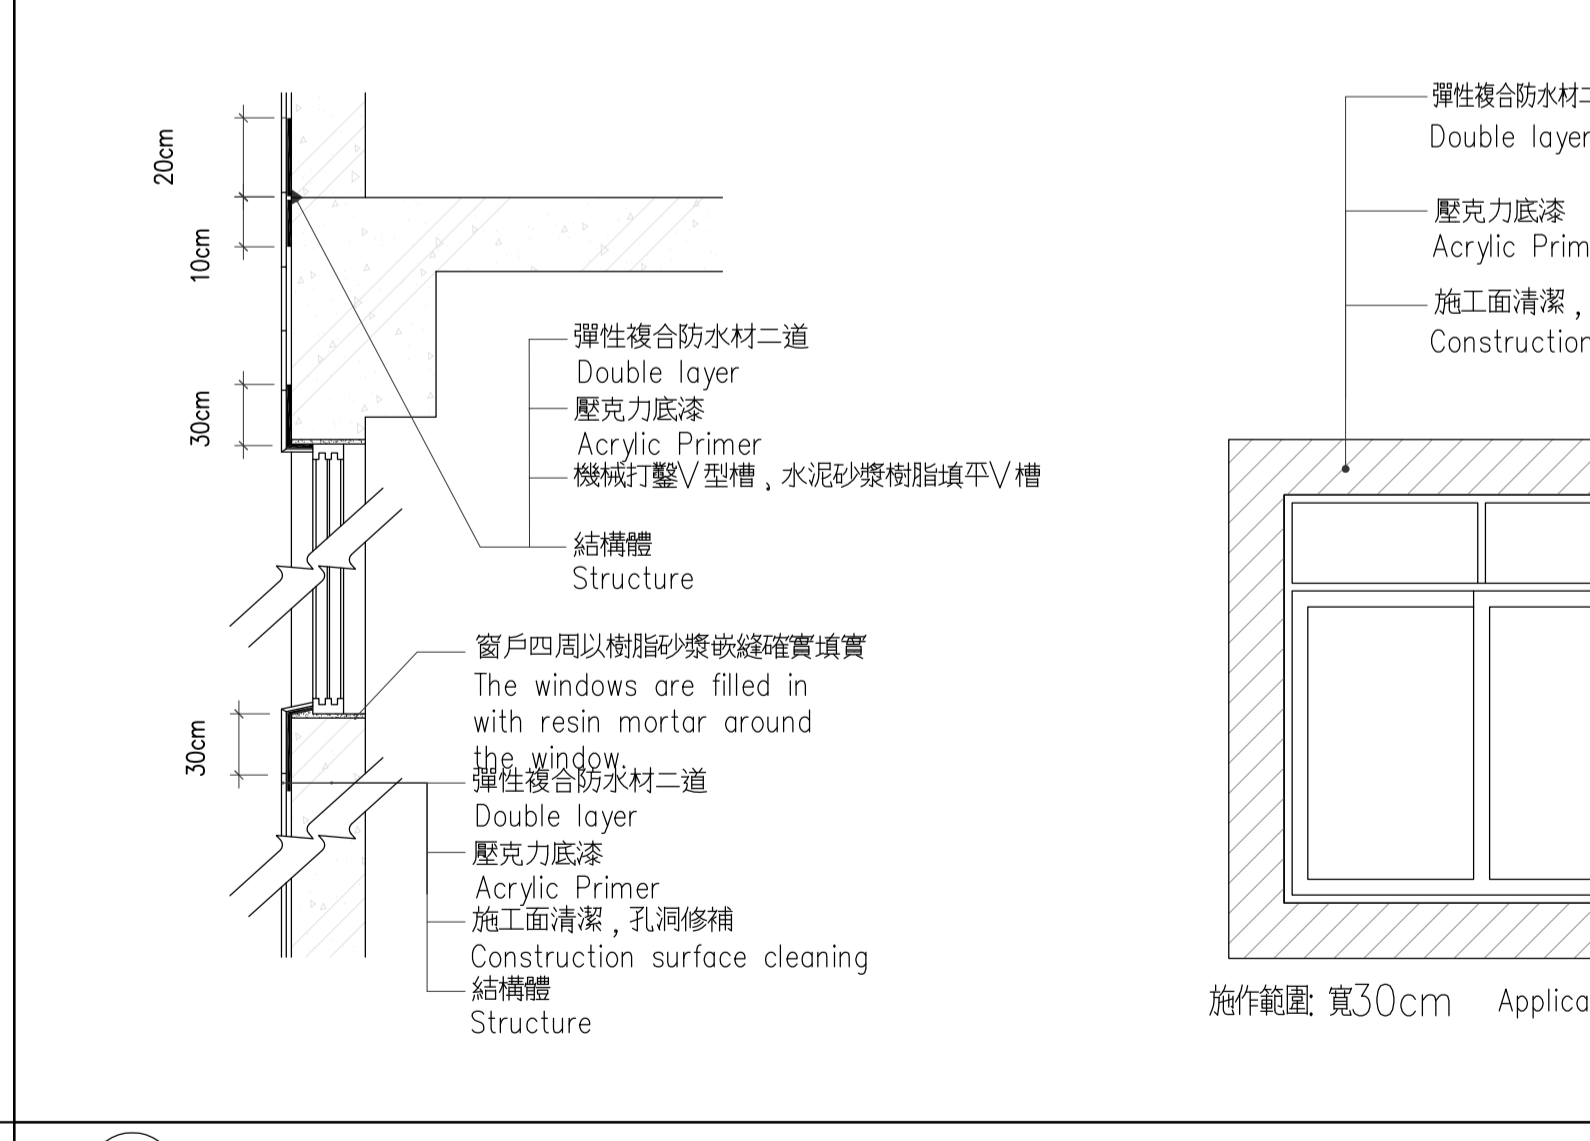 20cm
10cm
30cm
30cm
彈性複合防水材二道
Double layer
壓克力底漆
Acrylic Primer
機械打鑿V型槽﹑水泥砂漿樹脂填平V槽
結構體
Structure
窗戶四周以樹脂砂漿嵌縫確實填實
The windows are filled in
with resin mortar around
the window.
彈性複合防水材二道
Double layer
壓克力底漆
Acrylic Primer
施工面清潔，孔洞修補
Construction surface cleaning
結構體
Structure
彈性複合防水材
Double layer
壓克力底漆
Acrylic Prim
施工面清潔，
Construction
施作範圍: 寬30cm Applica